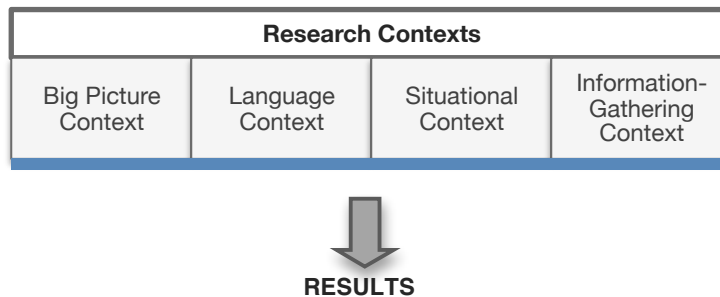 Research Contexts
Big Picture
Context
Language
Context
Situational
Context
Information-
Gathering
Context
RESULTS